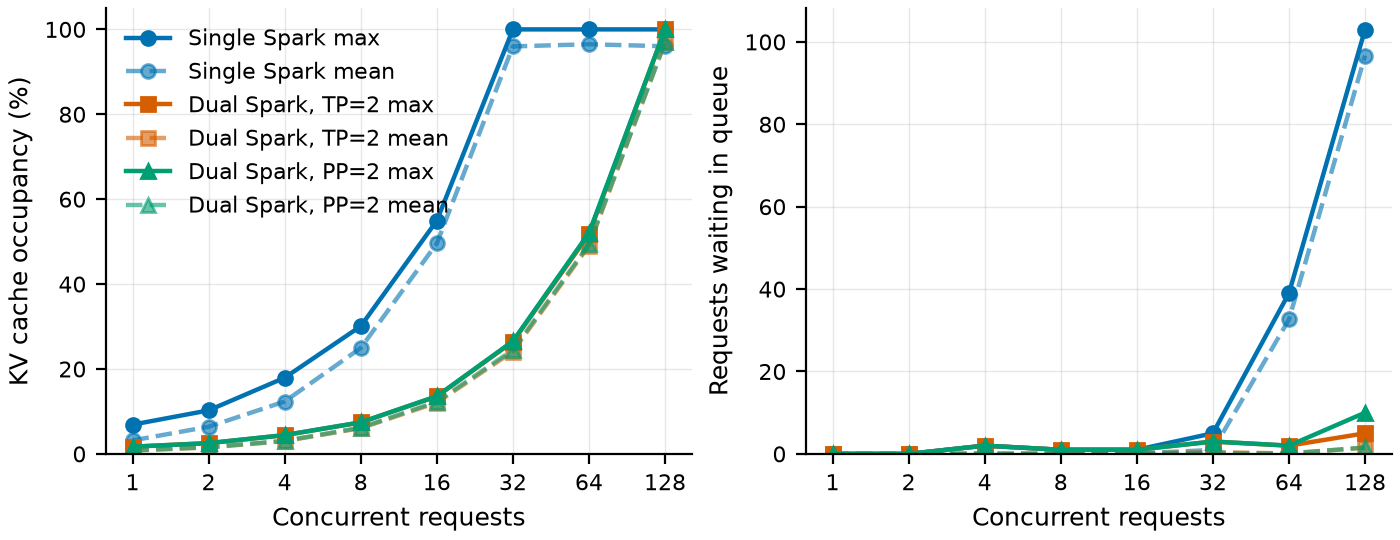 KV cache occupancy (%)
100
80
60
40
20
0
Single Spark max
Single Spark mean
Dual Spark, TP=2 max
Dual Spark, TP=2 mean
Dual Spark, PP=2 max
Dual Spark, PP=2 mean
1 2 4 8 16 32 64 128
Concurrent requests
Requests waiting in queue
100
80
60
40
20
0
1 2 4 8 16 32 64 128
Concurrent requests